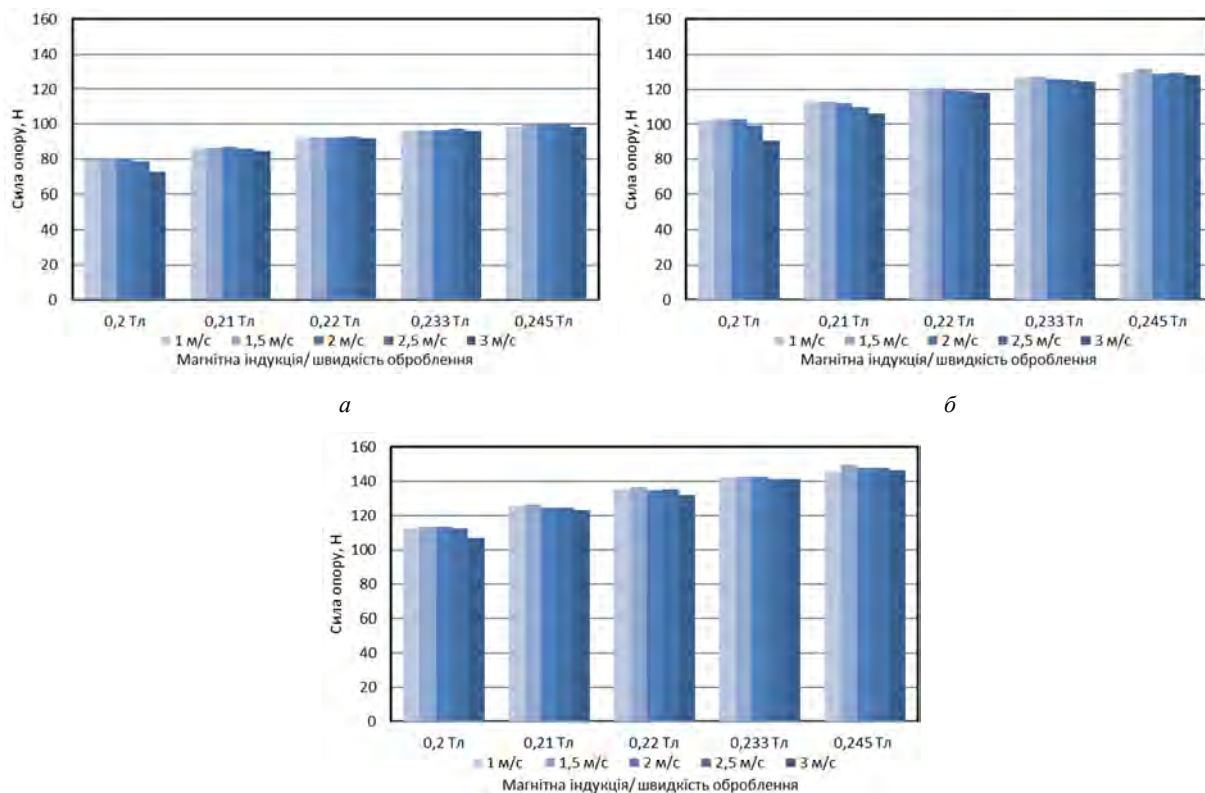 160
140
120
100
80
60
40
20
0
Сила опору, Н
0,2 Тл 0,21 Тл 0,22 Тл 0,233 Тл 0,245 Тл
1 м/с 1,5 м/с 2 м/с 2,5 м/с 3 м/с
Магнітна індукція/ швидкість оброблення
а
160
140
120
100
80
60
40
20
0
Сила опору, Н
0,2 Тл 0,21 Тл 0,22 Тл 0,233 Тл 0,245 Тл
1 м/с 1,5 м/с 2 м/с 2,5 м/с 3 м/с
Магнітна індукція/ швидкість оброблення
б
160
140
120
100
80
60
40
20
0
Сила опору, Н
0,2 Тл 0,21 Тл 0,22 Тл 0,233 Тл 0,245 Тл
1 м/с 1,5 м/с 2 м/с 2,5 м/с 3 м/с
Магнітна індукція/ швидкість оброблення